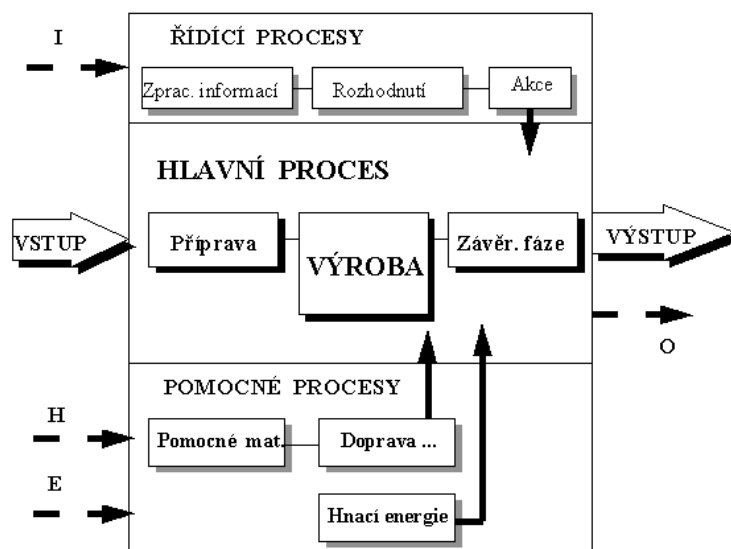 I
ŘÍDÍCÍ PROCESY
Zprac. informací
Rozhodnutí
Akce
HLAVNÍ PROCES
VSTUP
Příprava
VÝROBA
Závěr. fáze
VÝSTUP
O
POMOCNÉ PROCESY
H
Pomocné mat.
Doprava ...
E
Hnací energie